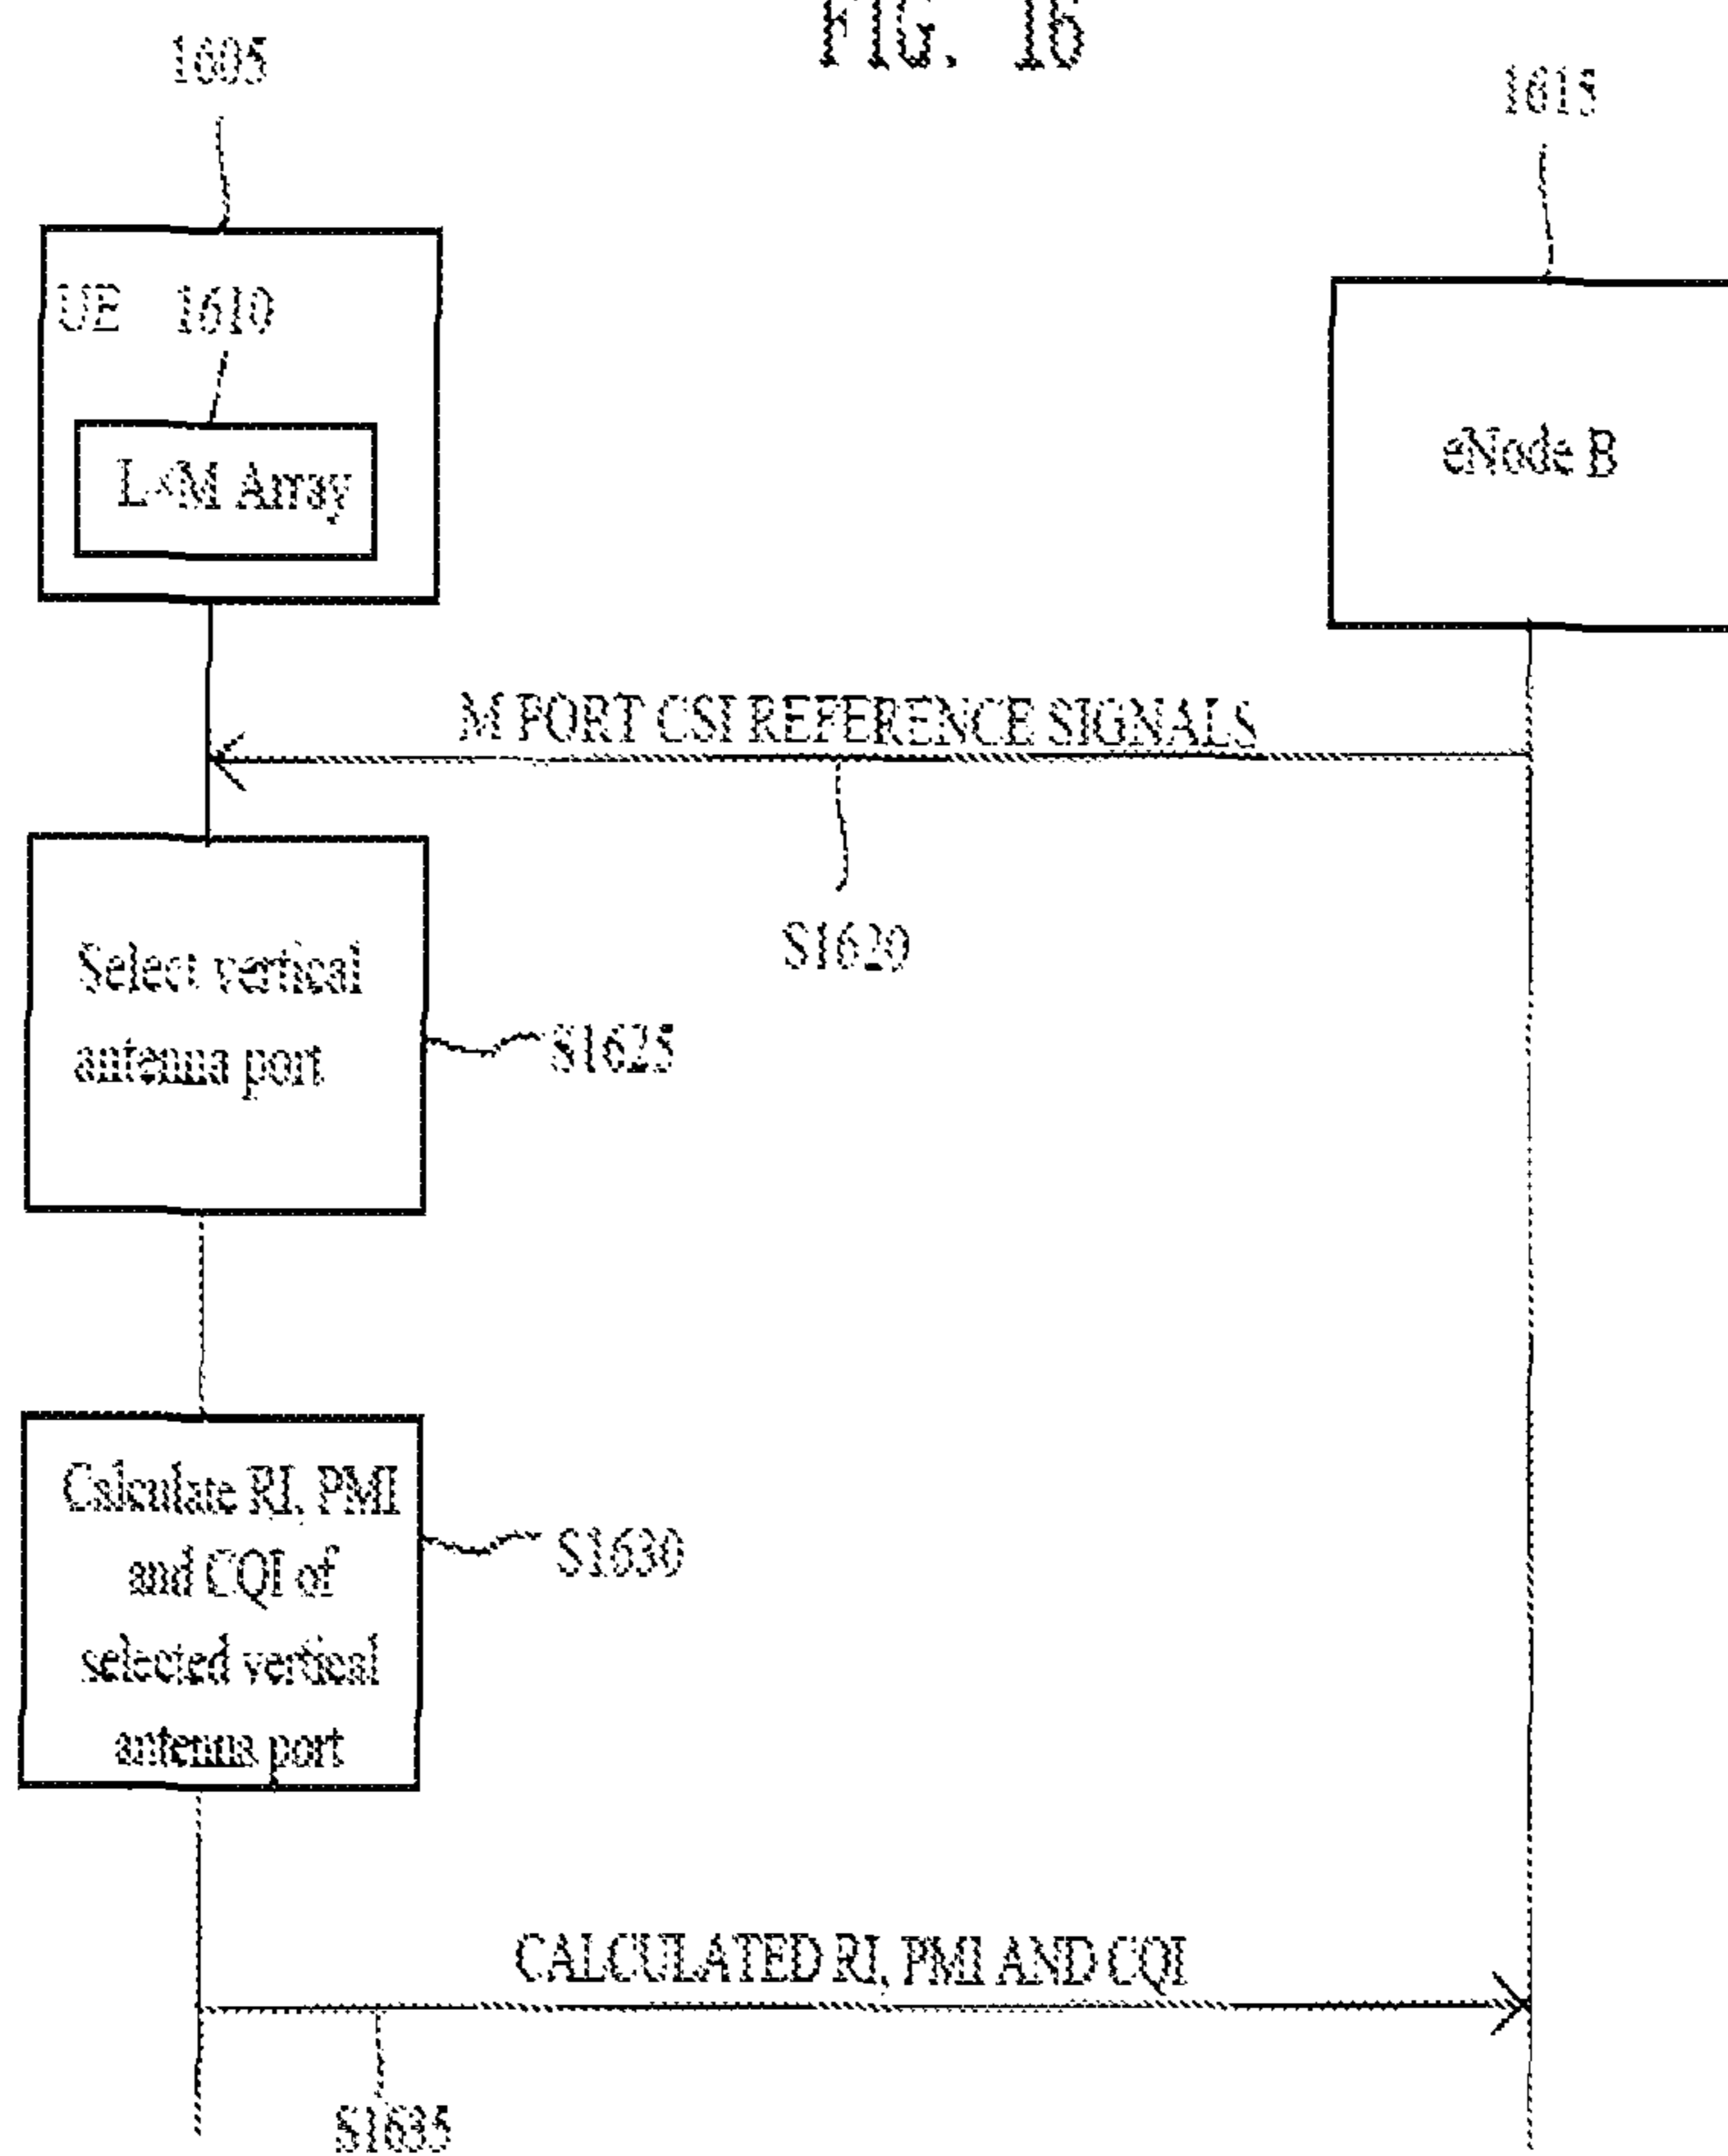 FIG. 16
1605
1615
UE 1610
L×M Array
eNode B
M PORT CSI REFERENCE SIGNALS
S1620
Select vertical
antenna port
S1625
Calculate RI, PMI
and CQI of
selected vertical
antenna port
S1630
CALCULATED RI, PMI AND CQI
S1635